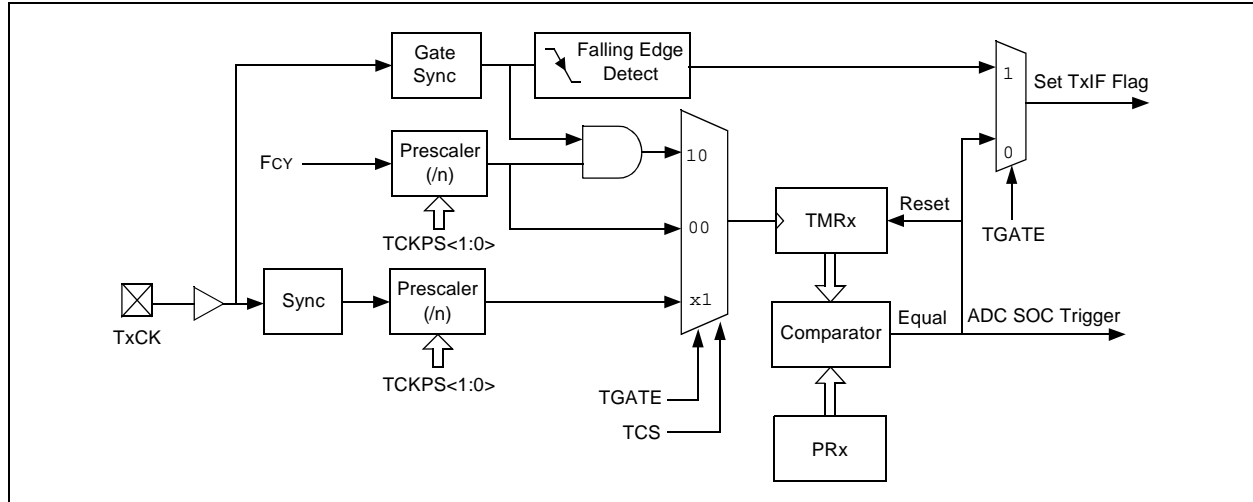 Gate
Sync
Falling Edge
Detect
1
Set TxIF Flag
0
TGATE
FCY
Prescaler
(/n)
TCKPS<1:0>
10
00
x1
TMRx
Reset
TxCK
Sync
Prescaler
(/n)
TCKPS<1:0>
Comparator
Equal
ADC SOC Trigger
TGATE
TCS
PRx